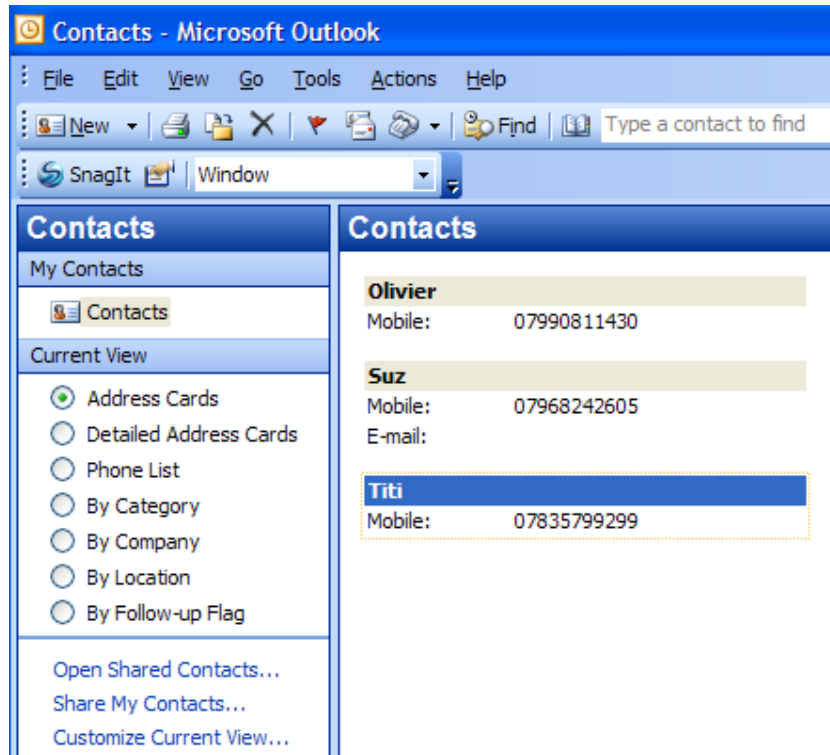 Contacts - Microsoft Outlook
File Edit View Go Tools Actions Help
New Find Type a contact to find
SnagIt Window
Contacts
My Contacts
Contacts
Current View
Address Cards
Detailed Address Cards
Phone List
By Category
By Company
By Location
By Follow-up Flag
Open Shared Contacts...
Share My Contacts...
Customize Current View...
Contacts
Olivier
Mobile: 07990811430
Suz
Mobile: 07968242605
E-mail:
Titi
Mobile: 07835799299